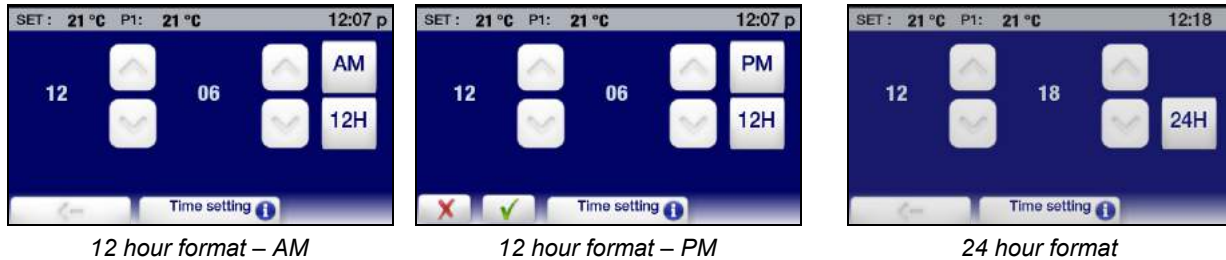 SET : 21 °C P1: 21 °C 12:07 p
12 06 AM
12H
Time setting i
12 hour format – AM
SET : 21 °C P1: 21 °C 12:07 p
12 06 PM
12H
Time setting i
12 hour format – PM
SET : 21 °C P1: 21 °C 12:18
12 18
24H
Time setting i
24 hour format